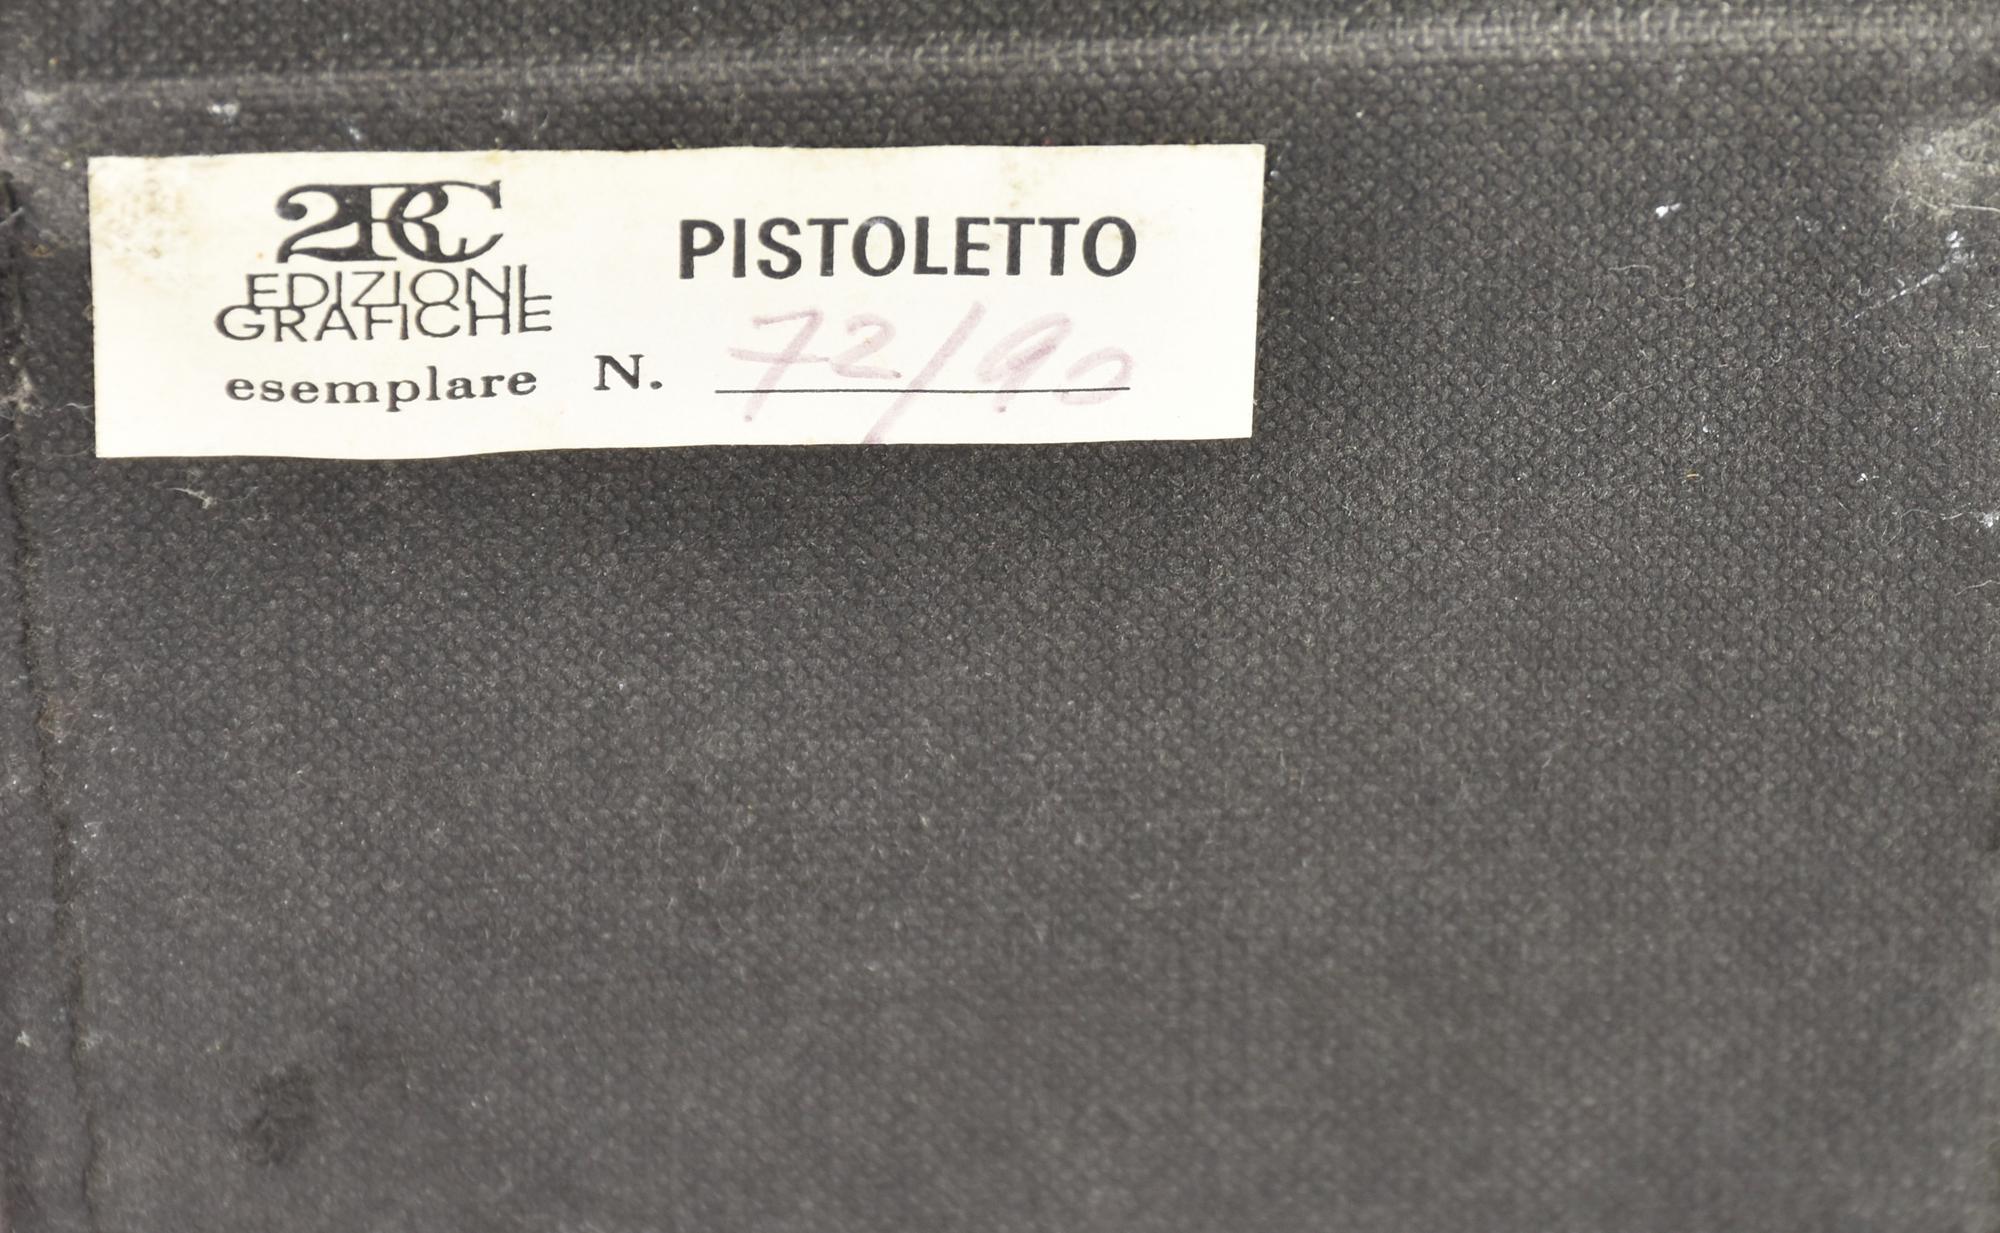 2RC
EDIZIONI
GRAFICHE
PISTOLETTO
esemplare N. 72/90